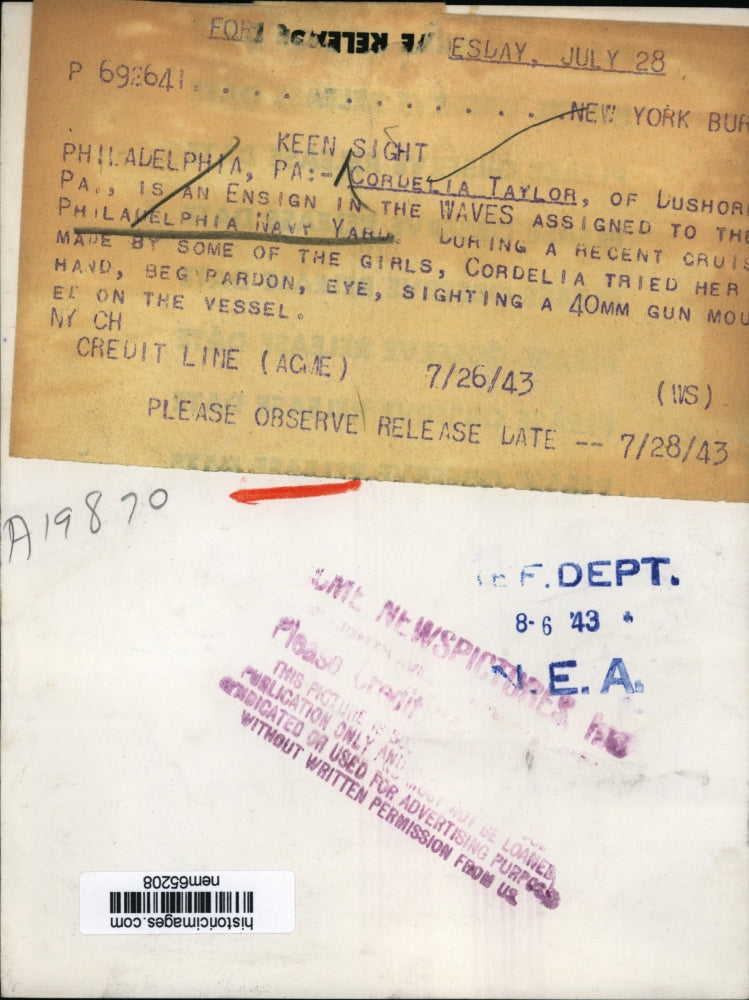 FOR RELEASE ESDAY, JULY 28
P 692641. . . . . . . . . . . . .NEW YORK BUR
KEEN SIGHT
PHILADELPHIA, PA:- CORDELIA TAYLOR, OF DUSHOR
PA., IS AN ENSIGN IN THE WAVES ASSIGNED TO THE
PHILADELPHIA NAVY YARD. DURING A RECENT CRUIS
MADE BY SOME OF THE GIRLS, CORDELIA TRIED HER
HAND, BEG PARDON, EYE, SIGHTING A 40MM GUN MOU
ED ON THE VESSEL.
NY CH
CREDIT LINE (ACME) 7/26/43 (WS)
PLEASE OBSERVE RELEASE DATE -- 7/28/43
A19870
F. DEPT.
8-6 '43 *
N.E.A.
NEWSPICTURES
Please Credit
THIS PICTURE IS
PUBLICATION ONLY AND MUST NOT BE LOANED
SYNDICATED OR USED FOR ADVERTISING PURPOSES
WITHOUT WRITTEN PERMISSION FROM US.
historicimages.com
nem65208